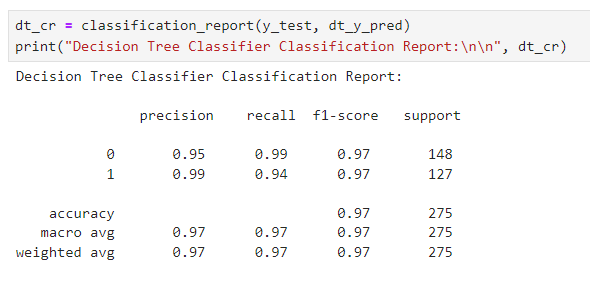 dt_cr = classification_report(y_test, dt_y_pred)
print("Decision Tree Classifier Classification Report:\n\n", dt_cr)
Decision Tree Classifier Classification Report:
precision recall f1-score support
0 0.95 0.99 0.97 148
1 0.99 0.94 0.97 127
accuracy 0.97 275
macro avg 0.97 0.97 0.97 275
weighted avg 0.97 0.97 0.97 275